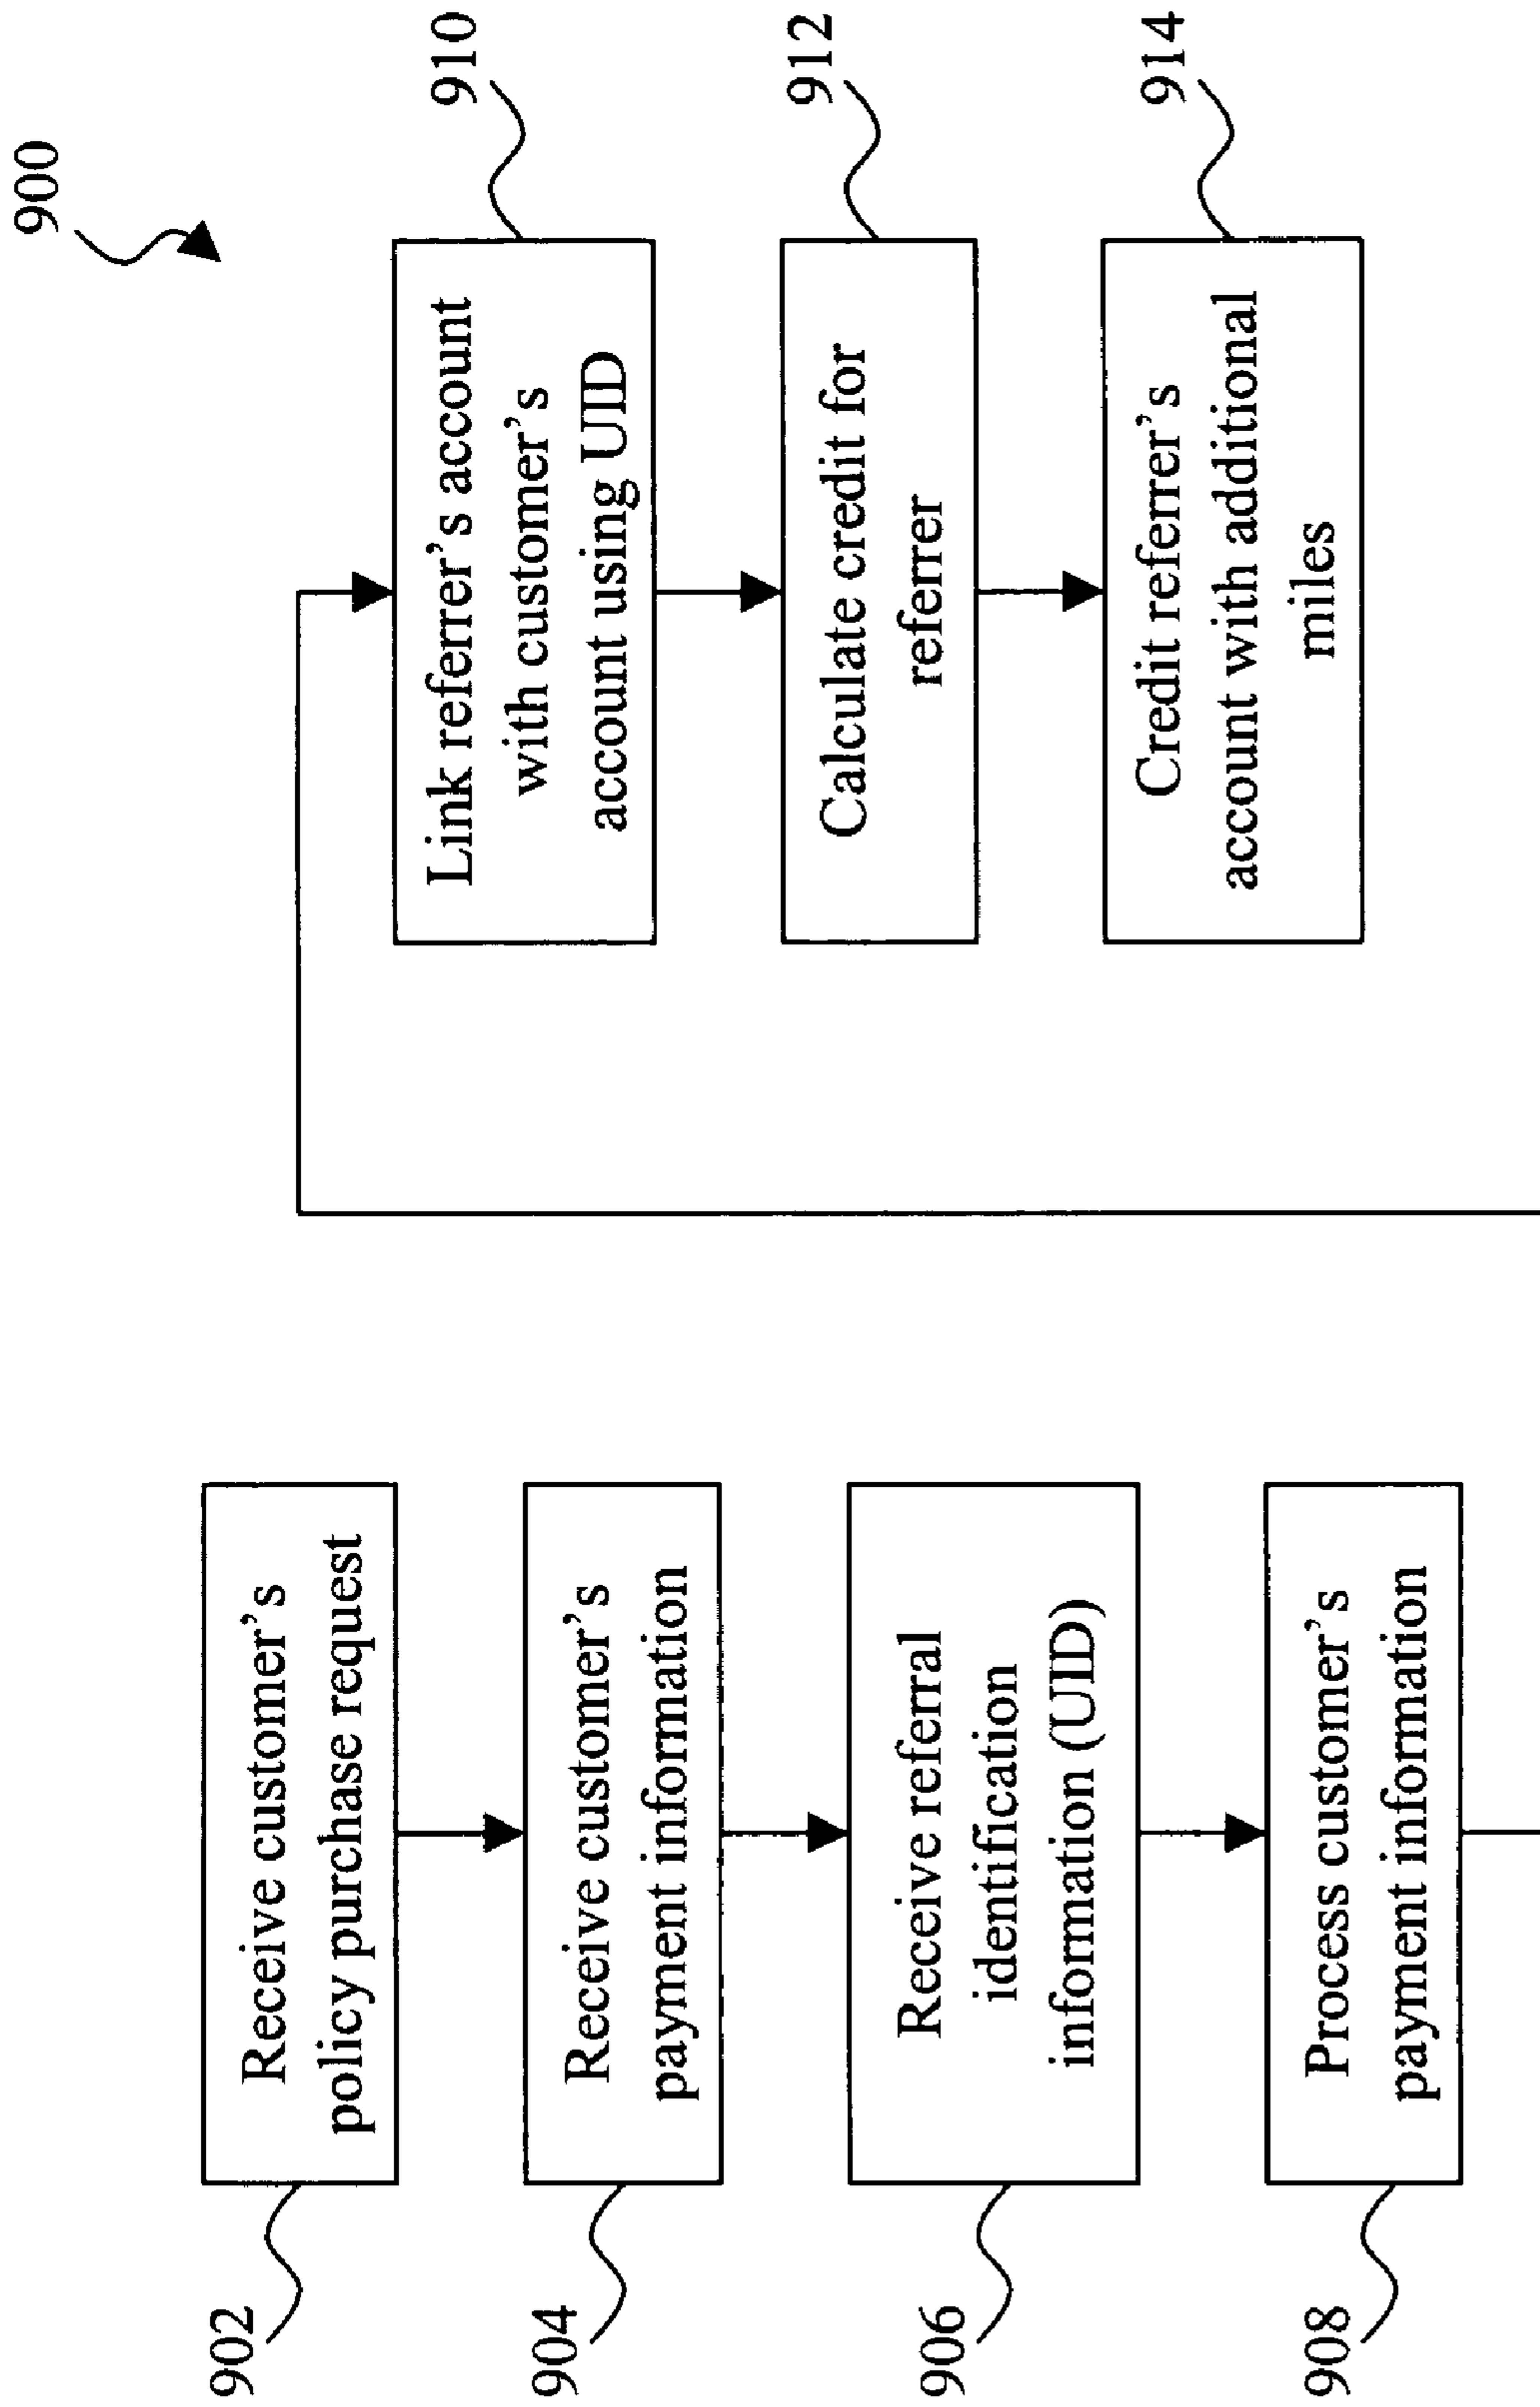 900
902
Receive customer's
policy purchase request
904
Receive customer's
payment information
906
Receive referral
identification
information (UID)
908
Process customer's
payment information
Link referrer's account
with customer's
account using UID
910
Calculate credit for
referrer
912
Credit referrer's
account with additional
miles
914